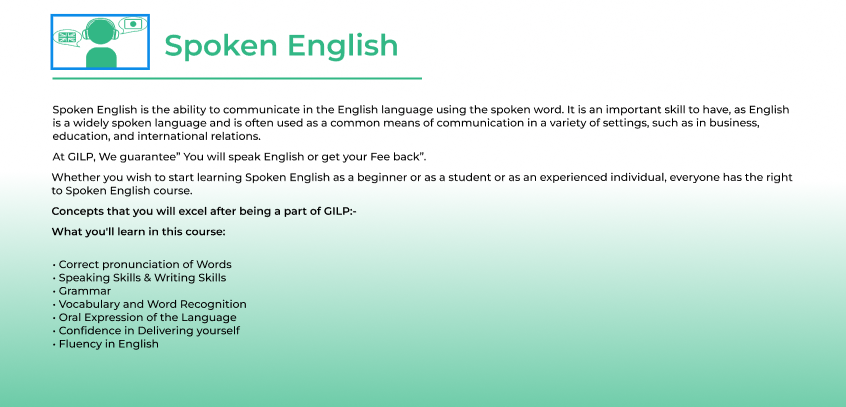 Spoken English
Spoken English is the ability to communicate in the English language using the spoken word. It is an important skill to have, as English
is a widely spoken language and is often used as a common means of communication in a variety of settings, such as in business,
education, and international relations.
At GILP, We guarantee” You will speak English or get your Fee back”.
Whether you wish to start learning Spoken English as a beginner or as a student or as an experienced individual, everyone has the right
to Spoken English course.
Concepts that you will excel after being a part of GILP:-
What you'll learn in this course:
• Correct pronunciation of Words
• Speaking Skills & Writing Skills
• Grammar
• Vocabulary and Word Recognition
• Oral Expression of the Language
• Confidence in Delivering yourself
• Fluency in English